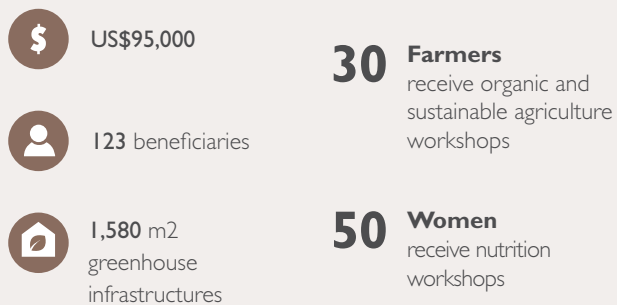 $
US$95,000
123 beneficiaries
1,580 m2
greenhouse
infrastructures
30
Farmers
receive organic and
sustainable agriculture
workshops
50
Women
receive nutrition
workshops